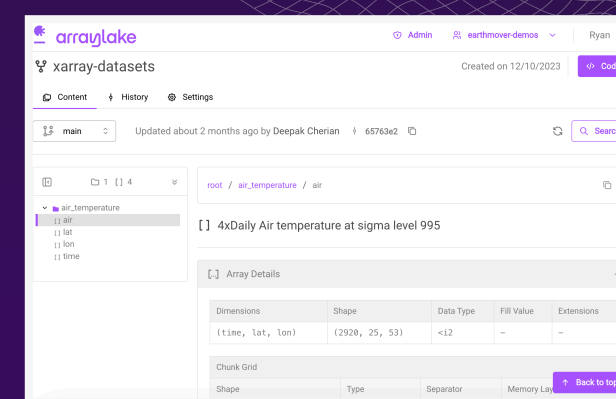 arraylake
Admin earthmover-demos Ryan
xarray-datasets
Created on 12/10/2023
Cod
Content History Settings
main Updated about 2 months ago by Deepak Cherian 65763e2
Searc
1 [] 4
root / air_temperature / air
air_temperature
[] air
[] lat
[] lon
[] time
[] 4xDaily Air temperature at sigma level 995
[..] Array Details
Dimensions Shape Data Type Fill Value Extensions
(time, lat, lon) (2920, 25, 53) <i2 – –
Chunk Grid
Shape Type Separator Memory Lay
Back to top